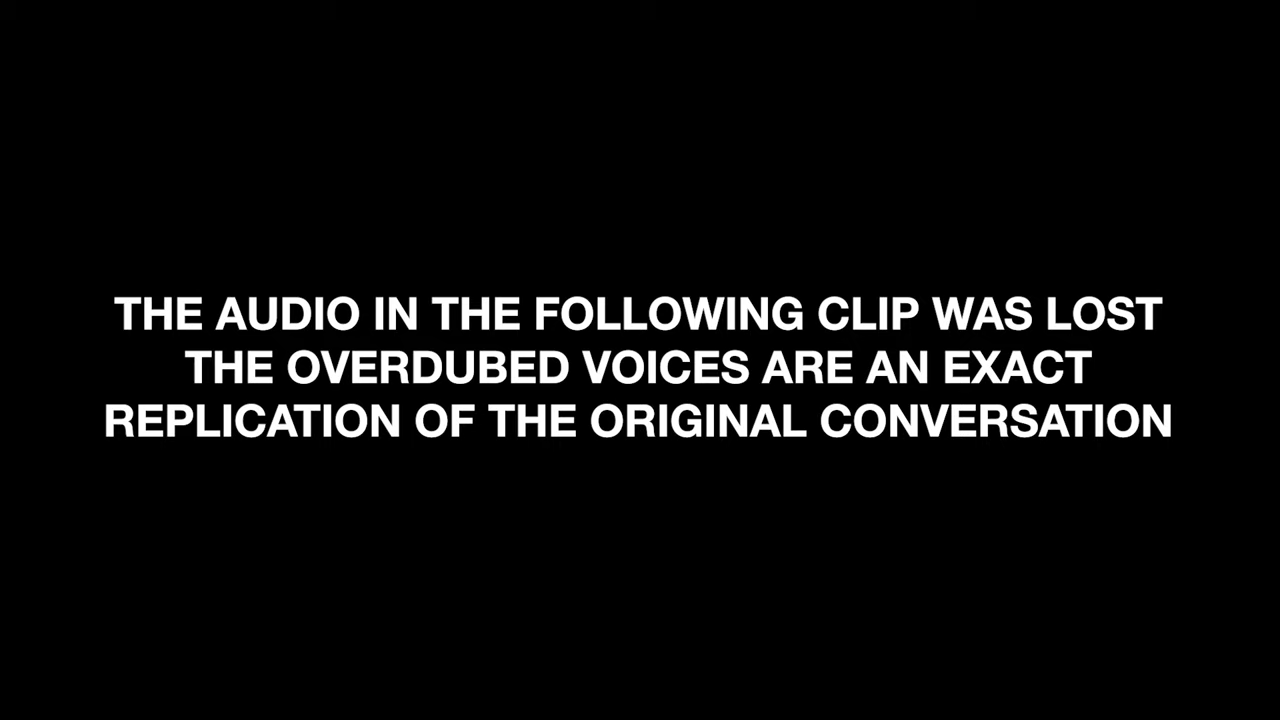 THE AUDIO IN THE FOLLOWING CLIP WAS LOST
THE OVERDUBED VOICES ARE AN EXACT
REPLICATION OF THE ORIGINAL CONVERSATION